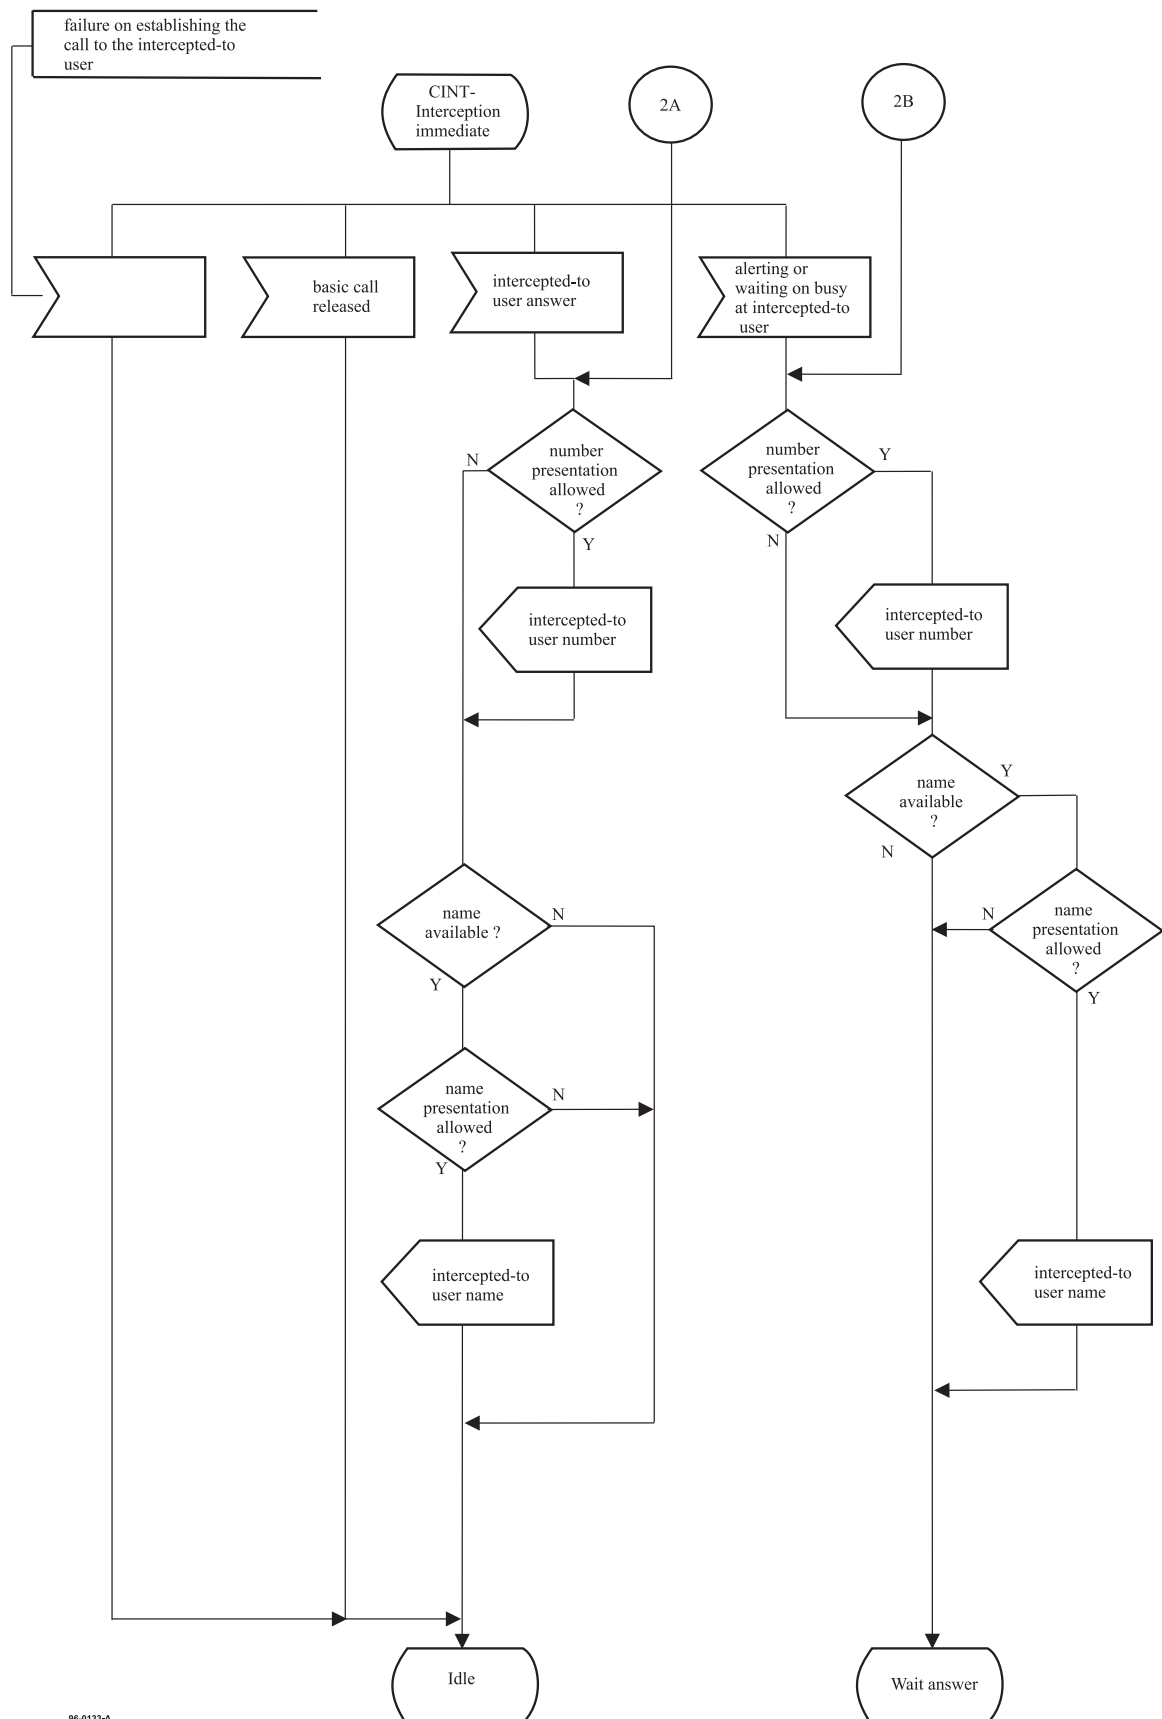 failure on establishing the
call to the intercepted-to
user
CINT-
Interception
immediate
2A
2B
basic call
released
intercepted-to
user answer
alerting or
waiting on busy
at intercepted-to
user
number
presentation
allowed
?
N
Y
number
presentation
allowed
?
Y
N
intercepted-to
user number
intercepted-to
user number
name
available
?
Y
N
name
available ?
N
Y
name
presentation
allowed
?
N
Y
name
presentation
allowed
?
N
Y
intercepted-to
user name
intercepted-to
user name
Idle
Wait answer
96-0133-A